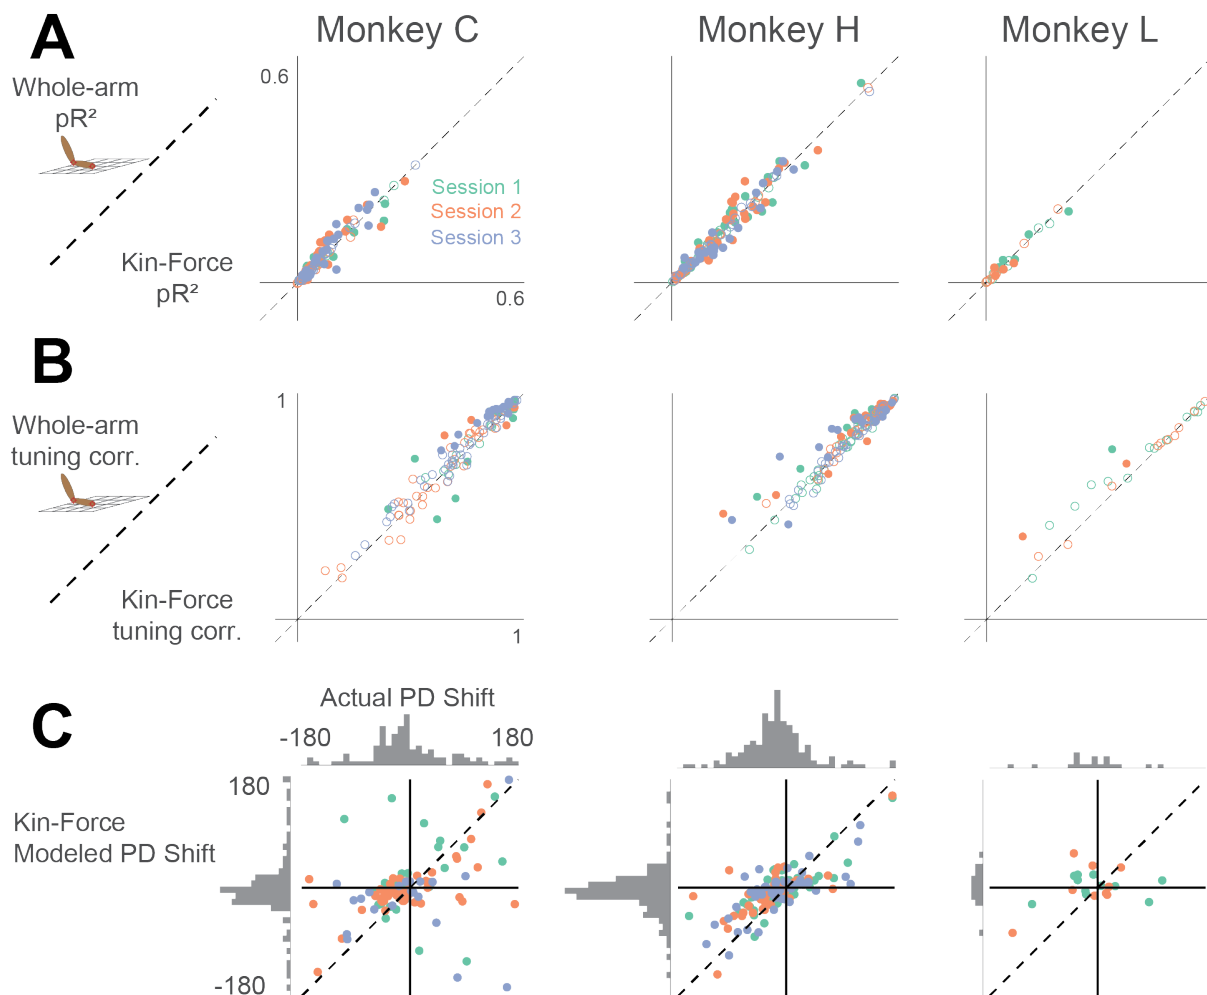 A
Monkey C
Monkey H
Monkey L
Whole-arm
pR²
0.6
Session 1
Session 2
Session 3
Kin-Force
pR²
0.6
B
Whole-arm
tuning corr.
1
Kin-Force
tuning corr.
1
C
Actual PD Shift
-180
180
180
Kin-Force
Modeled PD Shift
-180